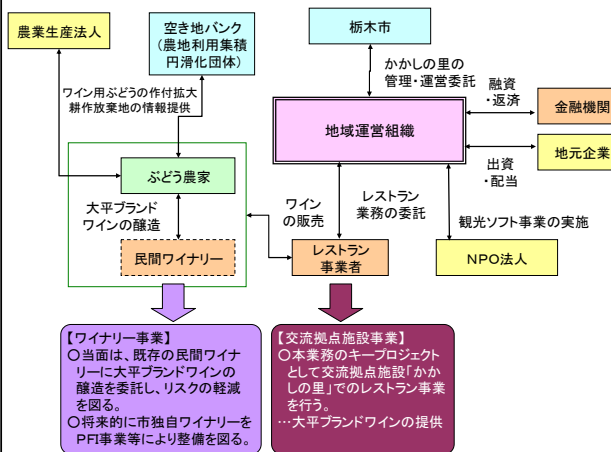 農業生産法人
空き地バンク
(農地利用集積
円滑化団体)
栃木市
ワイン用ぶどうの作付拡大
耕作放棄地の情報提供
かかしの里の
管理・運営委託
融資
・返済
金融機関
地域運営組織
地元企業
出資
・配当
ぶどう農家
大平ブランド
ワインの醸造
ワイン
の販売
レストラン
業務の委託
観光ソフト事業の実施
民間ワイナリー
レストラン
事業者
NPO法人
【ワイナリー事業】
○当面は、既存の民間ワイナ
リーに大平ブランドワインの
醸造を委託し、リスクの軽減
を図る。
○将来的に市独自ワイナリーを
PFI事業等により整備を図る。
【交流拠点施設事業】
○本業務のキープロジェクト
として交流拠点施設「かか
しの里」でのレストラン事業
を行う。
…大平ブランドワインの提供